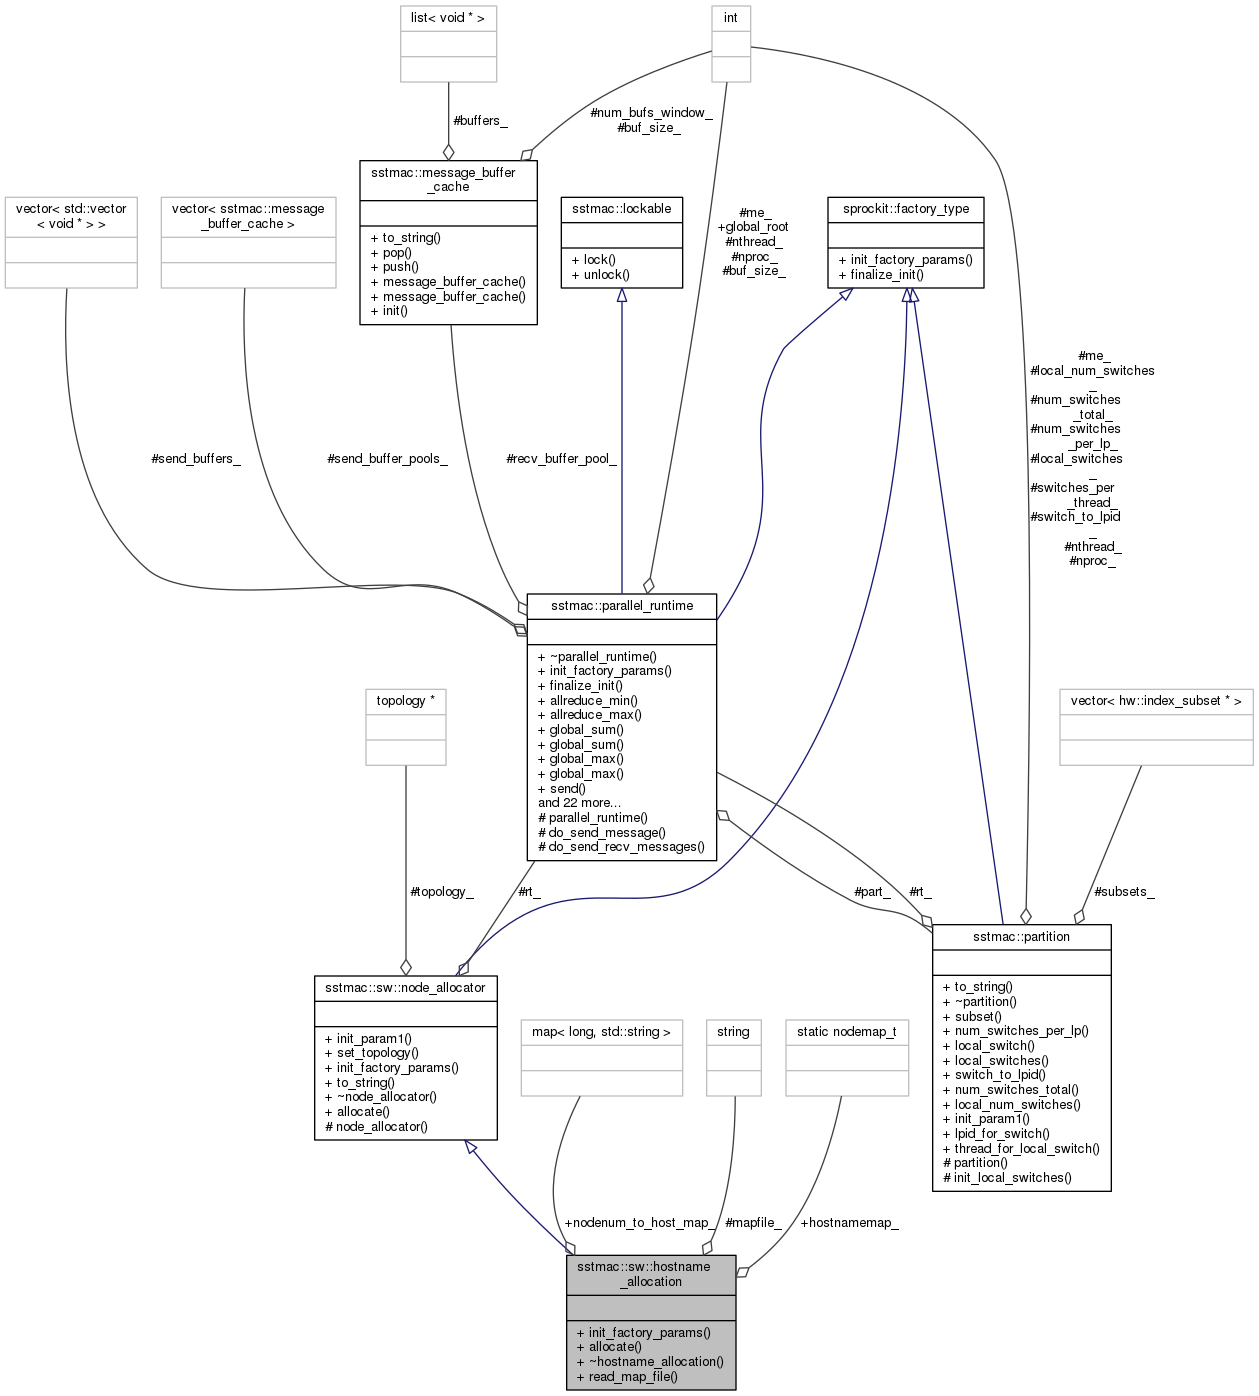 list< void * >
int
#buffers_
#num_bufs_window_
#buf_size_
sstmac::message_buffer
_cache
+ to_string()
+ pop()
+ push()
+ message_buffer_cache()
+ message_buffer_cache()
+ init()
vector< std::vector
< void * > >
vector< sstmac::message
_buffer_cache >
sstmac::lockable
+ lock()
+ unlock()
#me_
+global_root
#nthread_
#nproc_
#buf_size_
sprockit::factory_type
+ init_factory_params()
+ finalize_init()
#me_
#local_num_switches
_
#num_switches
_total_
#num_switches
_per_lp_
#local_switches
_
#switches_per
_thread_
#switch_to_lpid
_
#nthread_
#nproc_
#send_buffers_
#send_buffer_pools_
#recv_buffer_pool_
sstmac::parallel_runtime
+ ~parallel_runtime()
+ init_factory_params()
+ finalize_init()
+ allreduce_min()
+ allreduce_max()
+ global_sum()
+ global_sum()
+ global_max()
+ global_max()
+ send()
and 22 more...
# parallel_runtime()
# do_send_message()
# do_send_recv_messages()
topology *
vector< hw::index_subset * >
#topology_
#rt_
#part_
#rt_
#subsets_
sstmac::partition
+ to_string()
+ ~partition()
+ subset()
+ num_switches_per_lp()
+ local_switch()
+ local_switches()
+ switch_to_lpid()
+ num_switches_total()
+ local_num_switches()
+ init_param1()
+ lpid_for_switch()
+ thread_for_local_switch()
# partition()
# init_local_switches()
sstmac::sw::node_allocator
+ init_param1()
+ set_topology()
+ init_factory_params()
+ to_string()
+ ~node_allocator()
+ allocate()
# node_allocator()
map< long, std::string >
string
static nodemap_t
+nodenum_to_host_map_
#mapfile_
+hostnamemap_
sstmac::sw::hostname
_allocation
+ init_factory_params()
+ allocate()
+ ~hostname_allocation()
+ read_map_file()